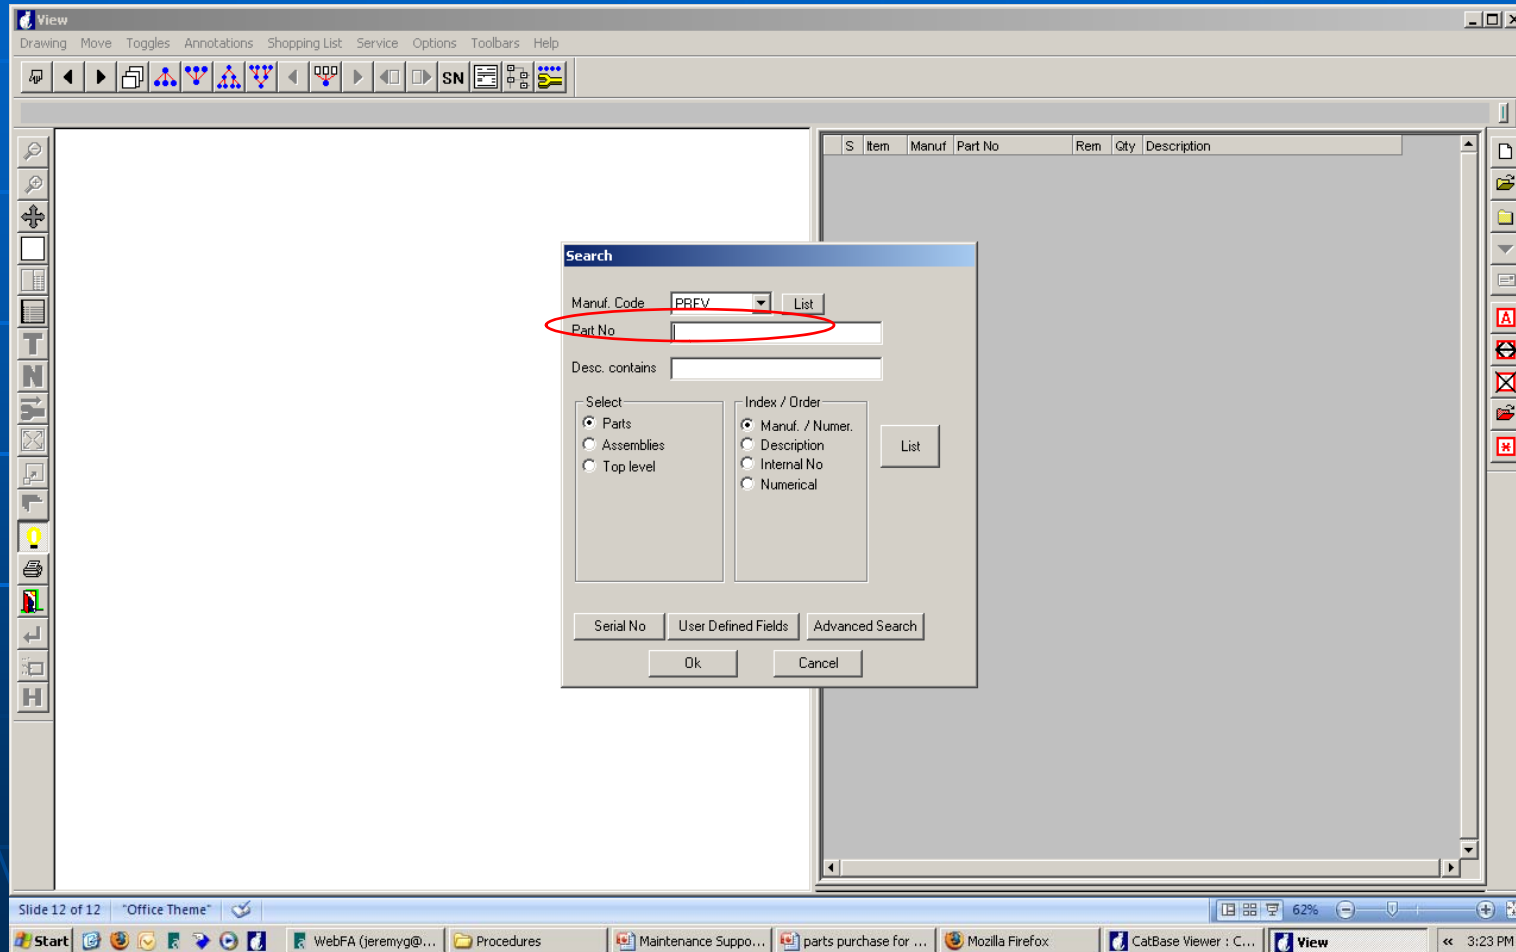 View
Drawing Move Toggles Annotations Shopping List Service Options Toolbars Help
SN
S Item Manuf Part No Rem Qty Description
Search
Manuf. Code PREV List
Part No
Desc. contains
Select Index / Order
Parts Manuf. / Numer.
Assemblies Description List
Top level Internal No
Numerical
Serial No User Defined Fields Advanced Search
Ok Cancel
T
N
H
A
Slide 12 of 12 "Office Theme" 62%
Start WebFA (jeremyg@... Procedures Maintenance Suppo... parts purchase for ... Mozilla Firefox CatBase Viewer : C... View « 3:23 PM